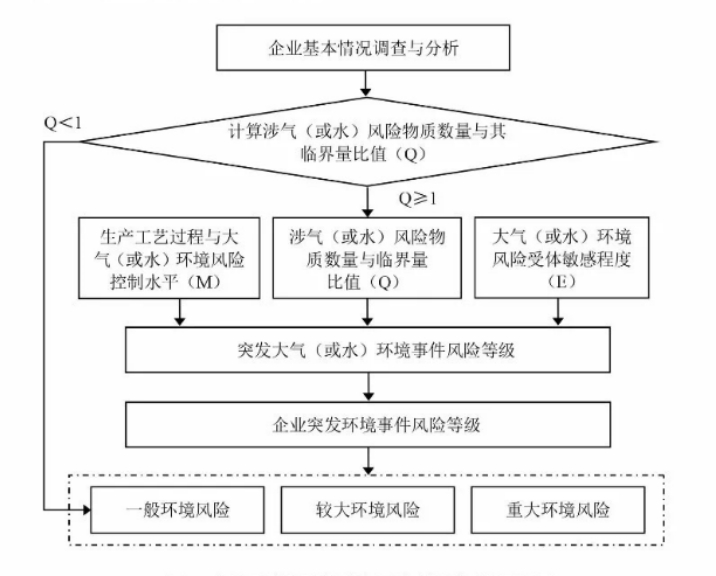 企业基本情况调查与分析
Q＜1
计算涉气（或水）风险物质数量与其
临界量比值（Q）
Q≥1
生产工艺过程与大
气（或水）环境风险
控制水平（M）
涉气（或水）风险物
质数量与临界量
比值（Q）
大气（或水）环境
风险受体敏感程度
（E）
突发大气（或水）环境事件风险等级
企业突发环境事件风险等级
一般环境风险
较大环境风险
重大环境风险